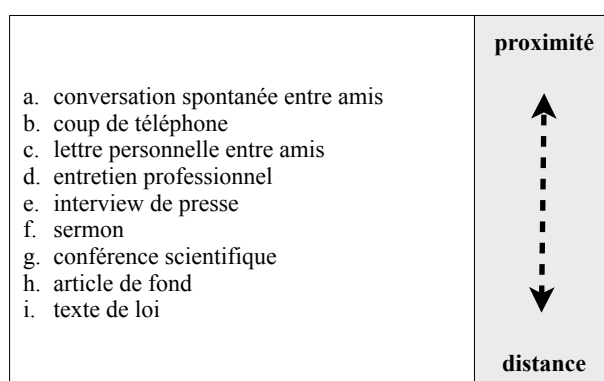 proximité
a. conversation spontanée entre amis
b. coup de téléphone
c. lettre personnelle entre amis
d. entretien professionnel
e. interview de presse
f. sermon
g. conférence scientifique
h. article de fond
i. texte de loi
distance